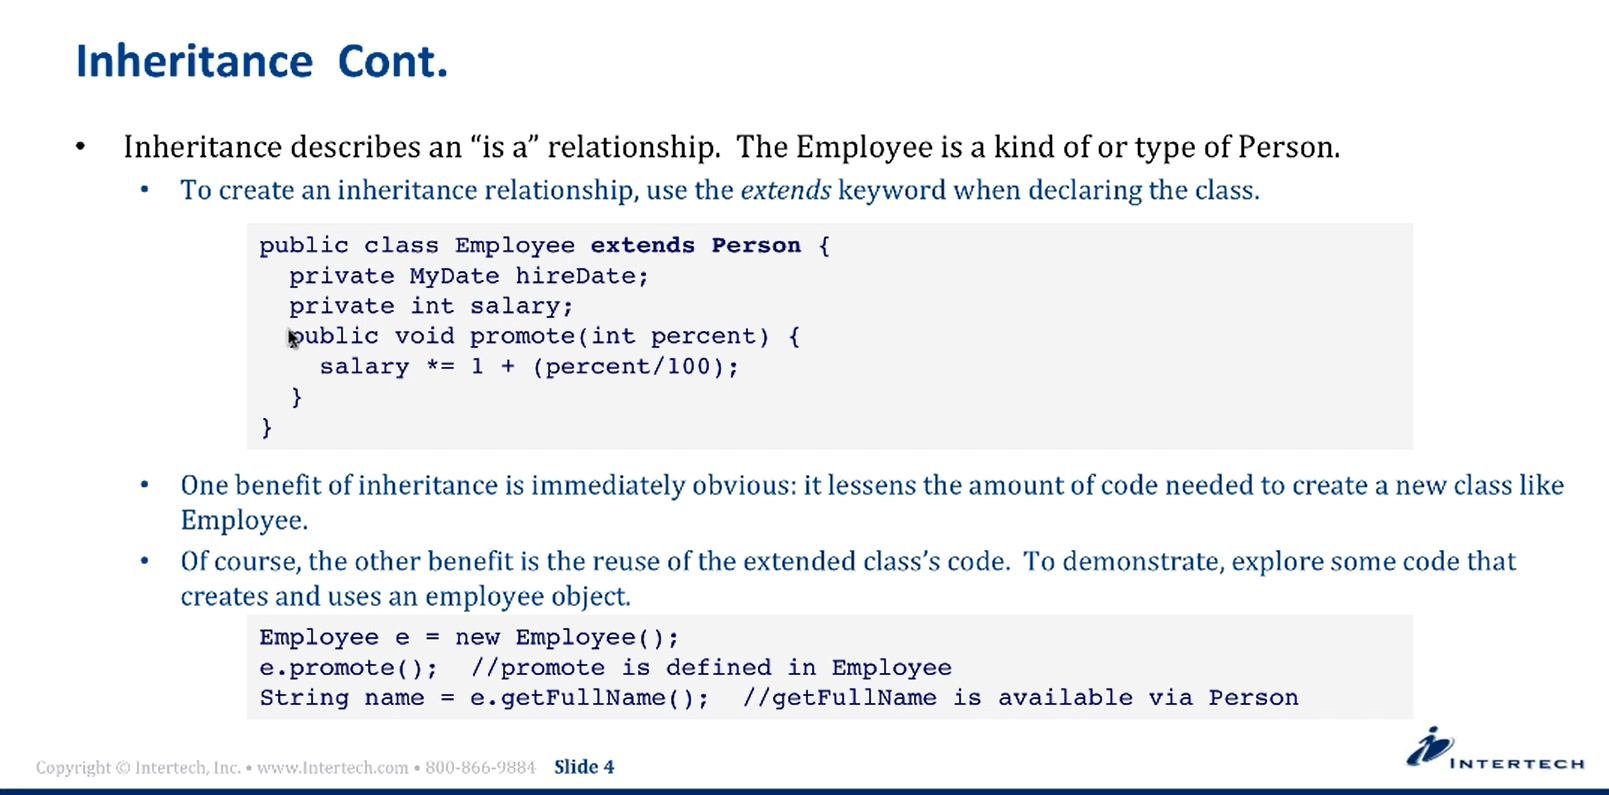 Inheritance Cont.
• Inheritance describes an “is a” relationship. The Employee is a kind of or type of Person.
• To create an inheritance relationship, use the extends keyword when declaring the class.
public class Employee extends Person {
private MyDate hireDate;
private int salary;
public void promote(int percent) {
salary *= 1 + (percent/100);
}
}
• One benefit of inheritance is immediately obvious: it lessens the amount of code needed to create a new class like
Employee.
• Of course, the other benefit is the reuse of the extended class’s code. To demonstrate, explore some code that
creates and uses an employee object.
Employee e = new Employee();
e.promote(); //promote is defined in Employee
String name = e.getFullName(); //getFullName is available via Person
Copyright © Intertech, Inc. • www.Intertech.com • 800-866-9884 Slide 4
INTERTECH